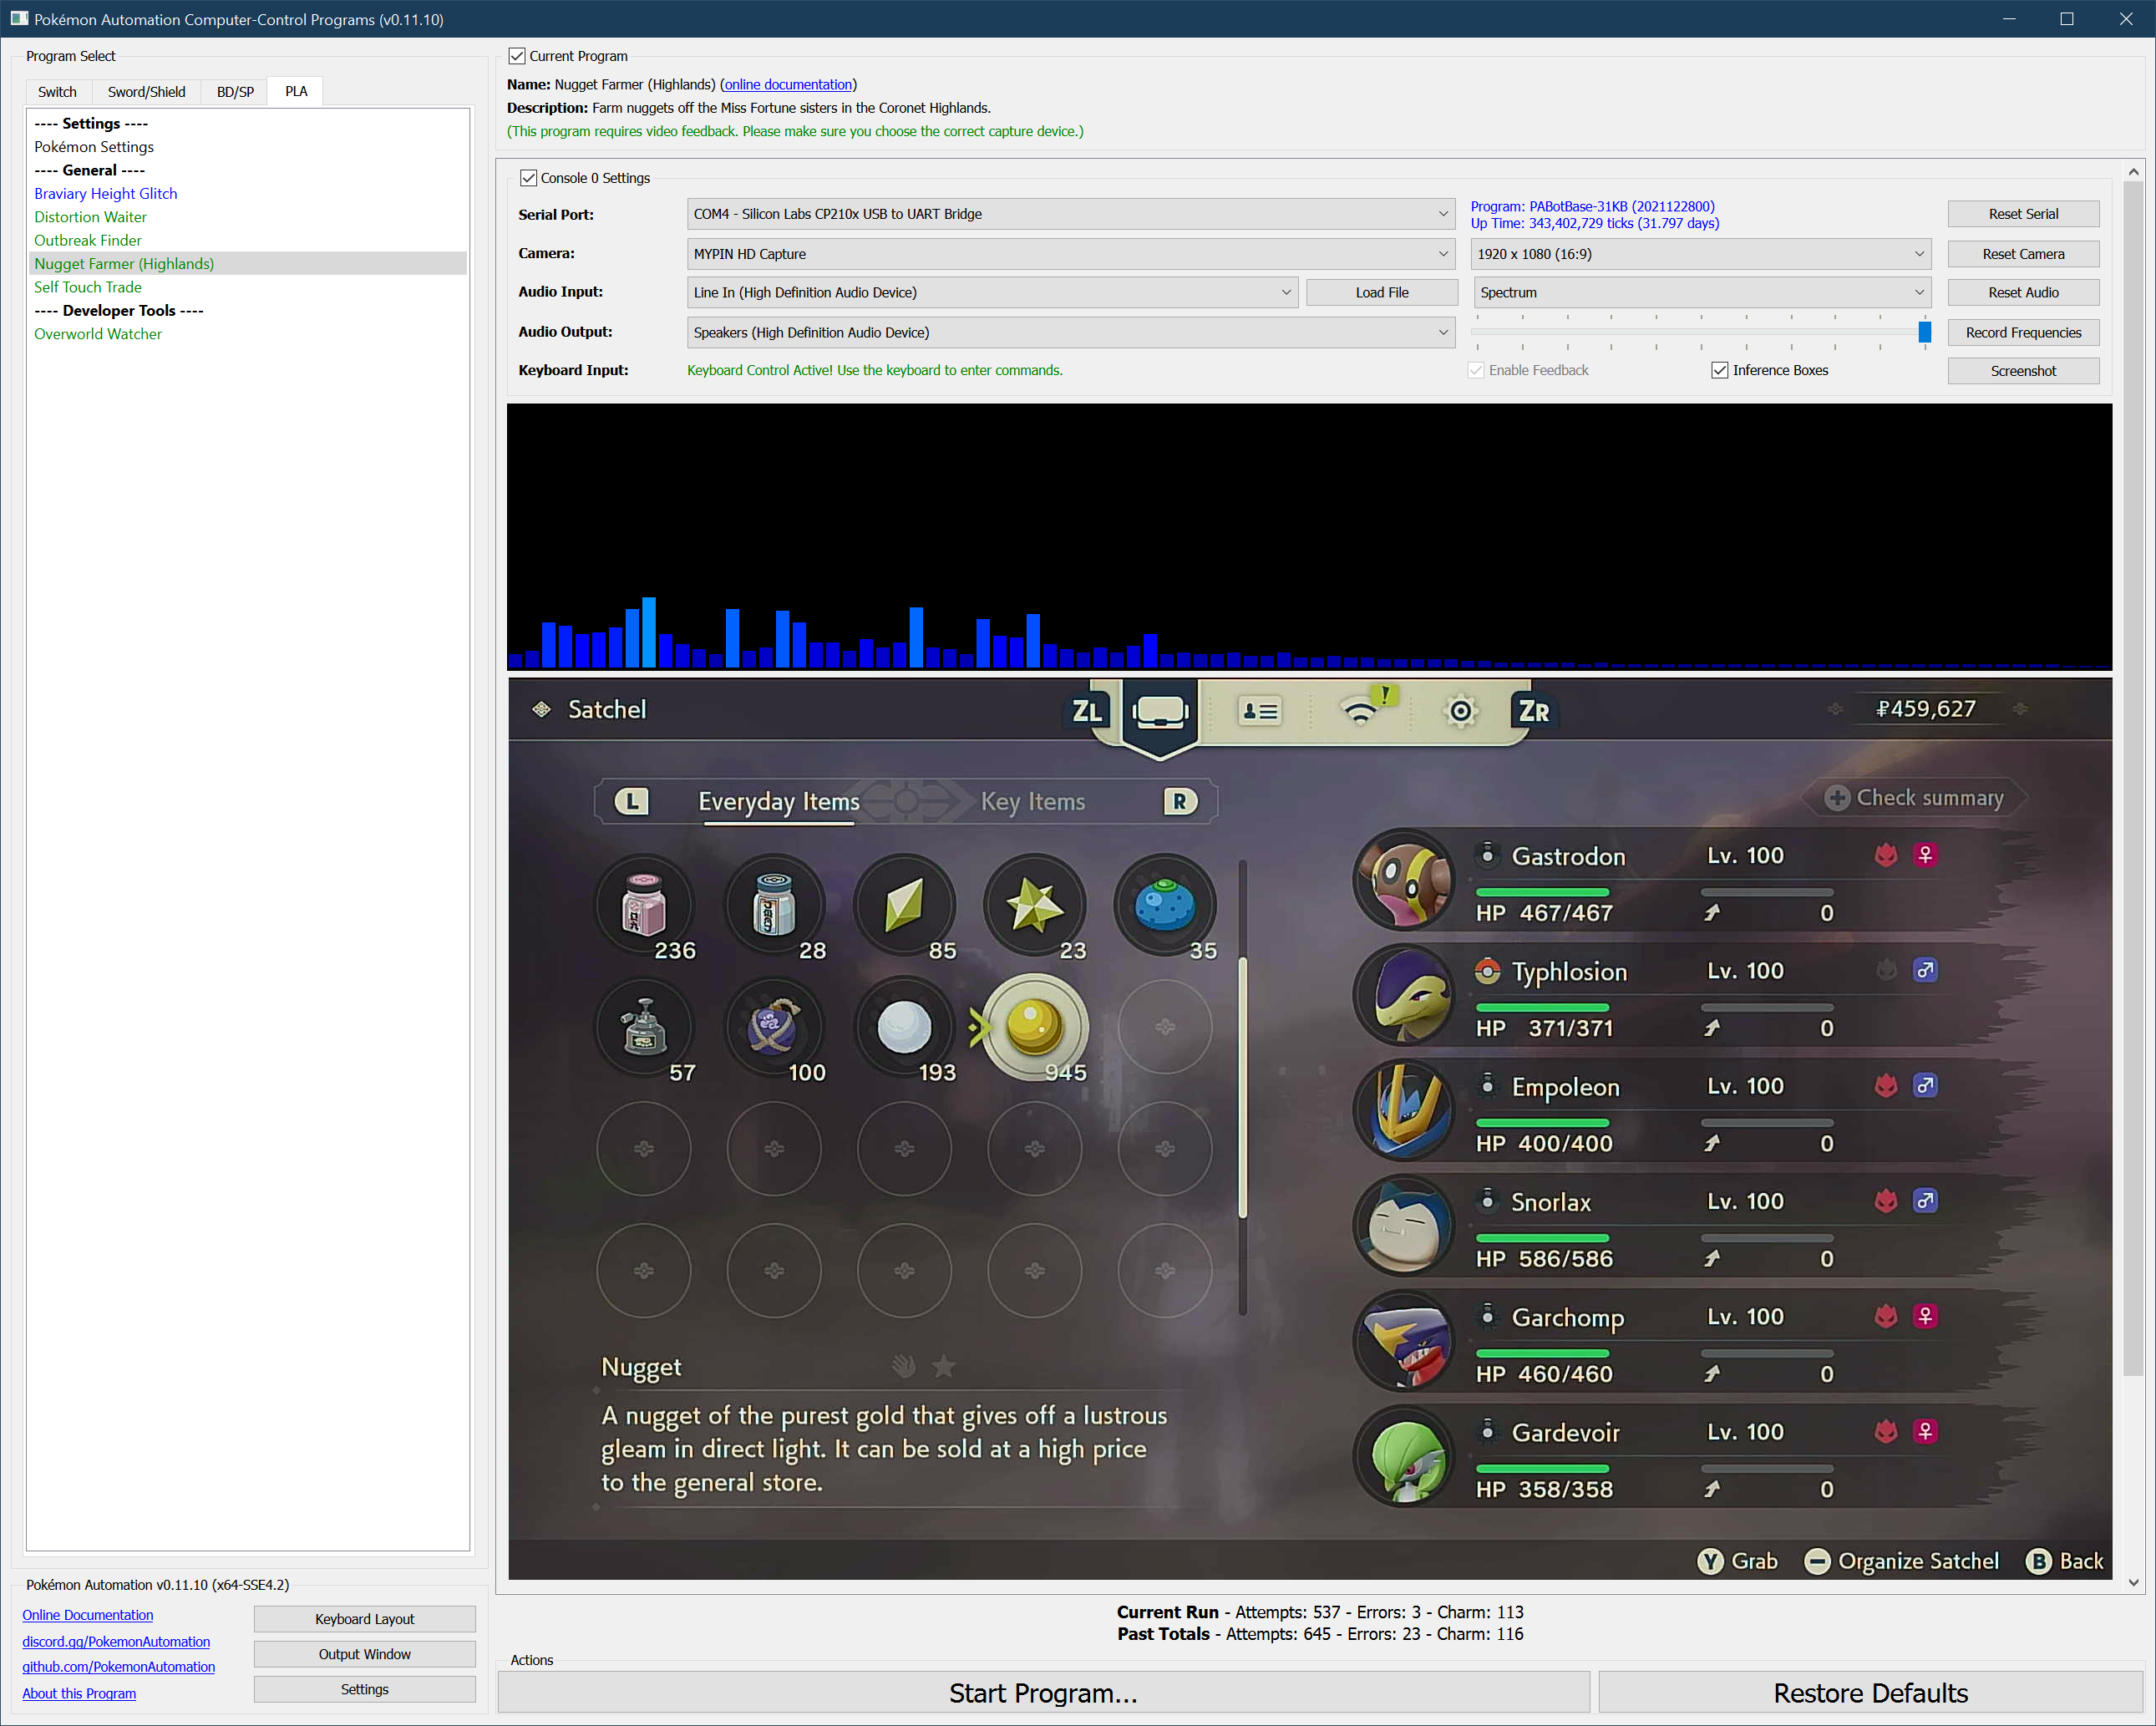 Pokémon Automation Computer-Control Programs (v0.11.10)
Program Select
Switch
Sword/Shield
BD/SP
PLA
---- Settings ----
Pokémon Settings
---- General ----
Braviary Height Glitch
Distortion Waiter
Outbreak Finder
Nugget Farmer (Highlands)
Self Touch Trade
---- Developer Tools ----
Overworld Watcher
Pokémon Automation v0.11.10 (x64-SSE4.2)
Online Documentation
discord.gg/PokemonAutomation
github.com/PokemonAutomation
About this Program
Keyboard Layout
Output Window
Settings
Current Program
Name: Nugget Farmer (Highlands) (online documentation)
Description: Farm nuggets off the Miss Fortune sisters in the Coronet Highlands.
(This program requires video feedback. Please make sure you choose the correct capture device.)
Console 0 Settings
Serial Port:
COM4 - Silicon Labs CP210x USB to UART Bridge
Program: PABotBase-31KB (2021122800)
Up Time: 343,402,729 ticks (31.797 days)
Reset Serial
Camera:
MYPIN HD Capture
1920 x 1080 (16:9)
Reset Camera
Audio Input:
Line In (High Definition Audio Device)
Load File
Spectrum
Reset Audio
Audio Output:
Speakers (High Definition Audio Device)
Record Frequencies
Keyboard Input:
Keyboard Control Active! Use the keyboard to enter commands.
Enable Feedback
Inference Boxes
Screenshot
Satchel
ZL
!
ZR
₽459,627
L
Everyday Items
Key Items
R
Check summary
236
28
85
23
35
57
100
193
945
Nugget
A nugget of the purest gold that gives off a lustrous
gleam in direct light. It can be sold at a high price
to the general store.
Gastrodon Lv. 100 ♀
HP 467/467 0
Typhlosion Lv. 100 ♂
HP 371/371 0
Empoleon Lv. 100 ♂
HP 400/400 0
Snorlax Lv. 100 ♂
HP 586/586 0
Garchomp Lv. 100 ♀
HP 460/460 0
Gardevoir Lv. 100 ♀
HP 358/358 0
Y Grab
Organize Satchel
B Back
Current Run - Attempts: 537 - Errors: 3 - Charm: 113
Past Totals - Attempts: 645 - Errors: 23 - Charm: 116
Actions
Start Program...
Restore Defaults